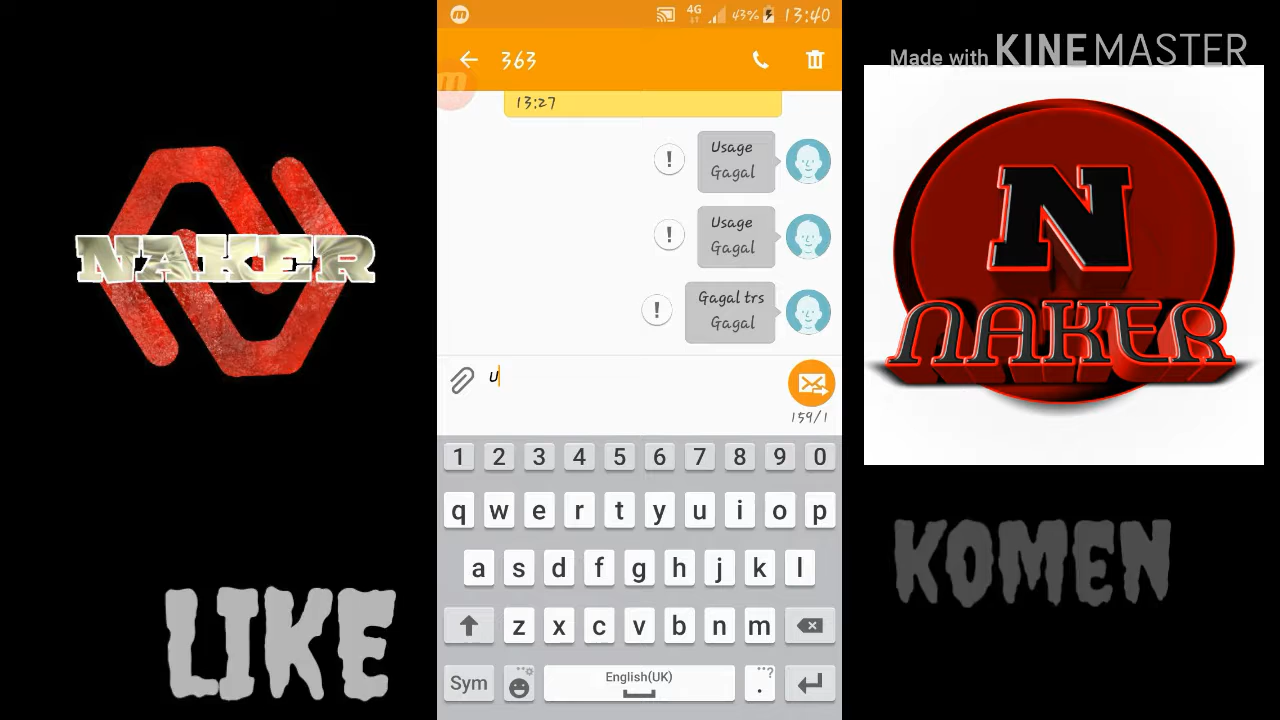 Made with KINEMASTER
4G 43% 13:40
363
13:27
Usage
Gagal
Usage
Gagal
Gagal trs
Gagal
U
159/1
1 2 3 4 5 6 7 8 9 0
q w e r t y u i o p
a s d f g h j k l
z x c v b n m
Sym
English(UK)
. ..?
NAKER
LIKE
N
NAKER
KOMEN